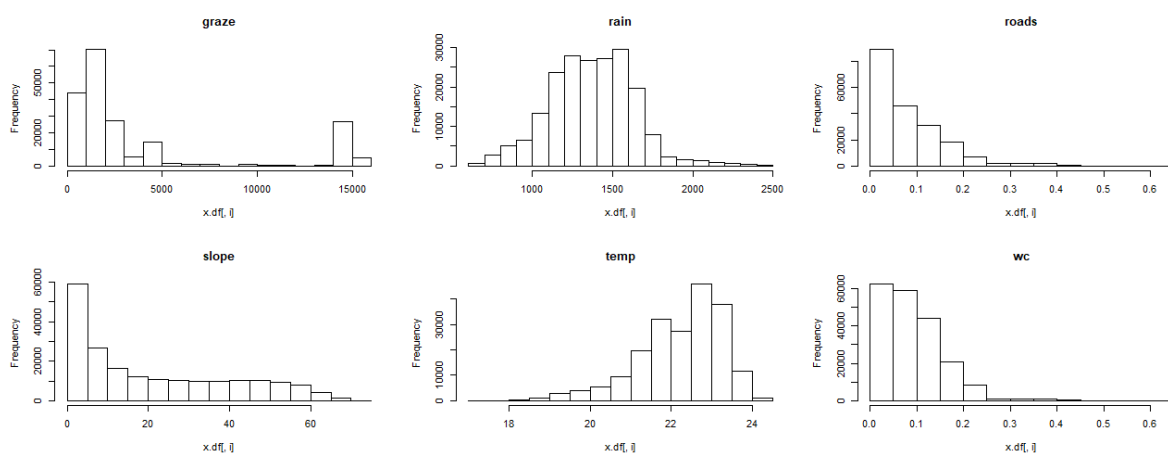 graze
Frequency
0 20000 50000
0 5000 10000 15000
x.df[, i]
rain
Frequency
0 10000 20000 30000
1000 1500 2000 2500
x.df[, i]
roads
Frequency
0 20000 60000
0.0 0.1 0.2 0.3 0.4 0.5 0.6
x.df[, i]
slope
Frequency
0 20000 40000 60000
0 20 40 60
x.df[, i]
temp
Frequency
0 10000 30000
18 20 22 24
x.df[, i]
wc
Frequency
0 20000 40000 60000
0.0 0.1 0.2 0.3 0.4 0.5 0.6
x.df[, i]